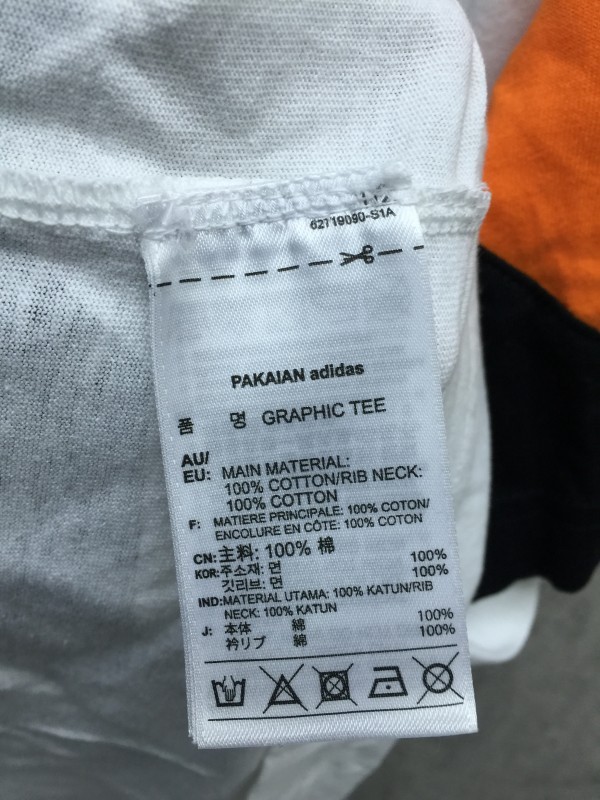 62719090-S1A
PAKAIAN adidas
품 명 GRAPHIC TEE
AU/
EU: MAIN MATERIAL:
100% COTTON/RIB NECK:
100% COTTON
F: MATIERE PRINCIPALE: 100% COTON/
ENCOLURE EN CÔTE: 100% COTON
CN: 主料: 100% 棉
KOR: 주소재: 면 100%
깃리브: 면 100%
IND: MATERIAL UTAMA: 100% KATUN/RIB
NECK: 100% KATUN
J: 本体 綿 100%
衿リブ 綿 100%